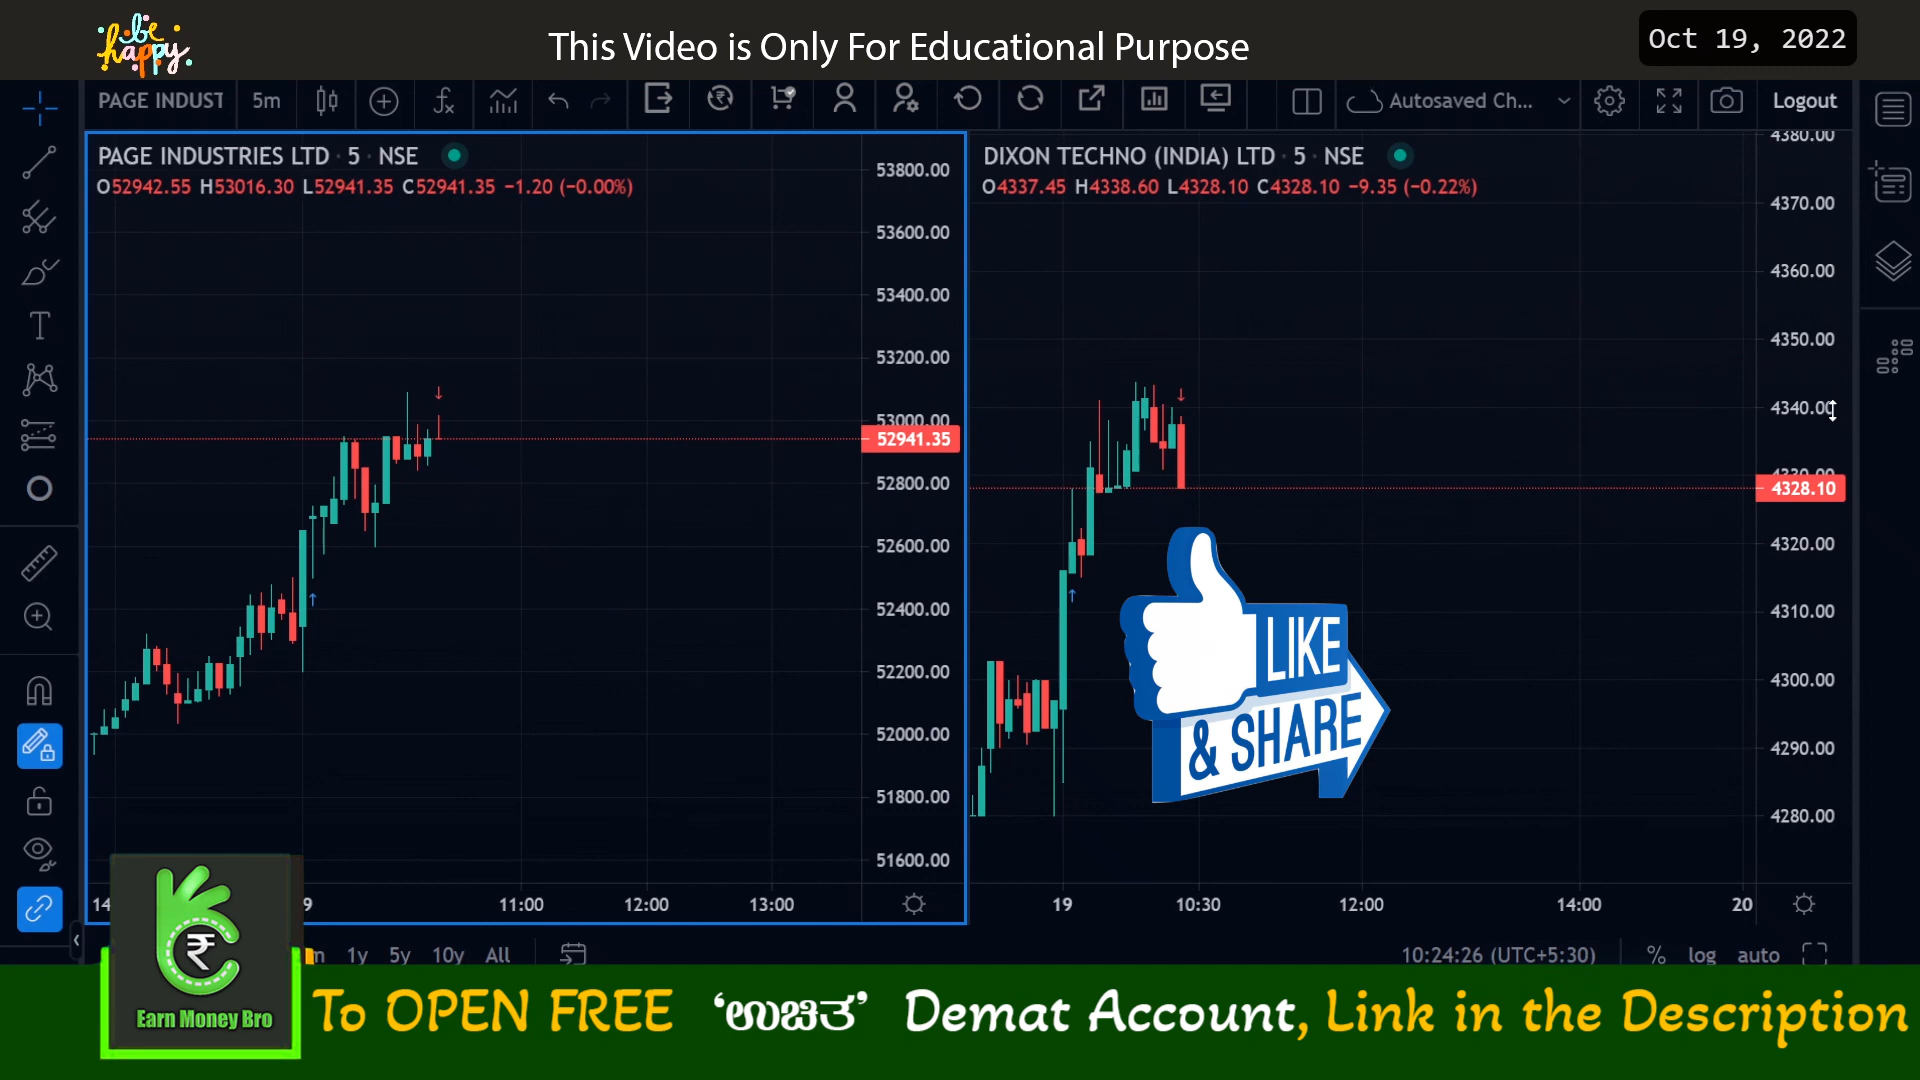 be happy
This Video is Only For Educational Purpose
Oct 19, 2022
PAGE INDUST
5m
Autosaved Ch...
Logout
PAGE INDUSTRIES LTD · 5 · NSE
O52942.55 H53016.30 L52941.35 C52941.35 −1.20 (−0.00%)
53800.00
53600.00
53400.00
53200.00
53000.00
52941.35
52800.00
52600.00
52400.00
52200.00
52000.00
51800.00
51600.00
14
9
11:00
12:00
13:00
DIXON TECHNO (INDIA) LTD · 5 · NSE
O4337.45 H4338.60 L4328.10 C4328.10 −9.35 (−0.22%)
4380.00
4370.00
4360.00
4350.00
4340.00
4330.00
4328.10
4320.00
4310.00
4300.00
4290.00
4280.00
19
10:30
12:00
14:00
20
LIKE
& SHARE
1y 5y 10y All
10:24:26 (UTC+5:30)
% log auto
₹
Earn Money Bro
To OPEN FREE ‘ಉಚಿತ’ Demat Account, Link in the Description